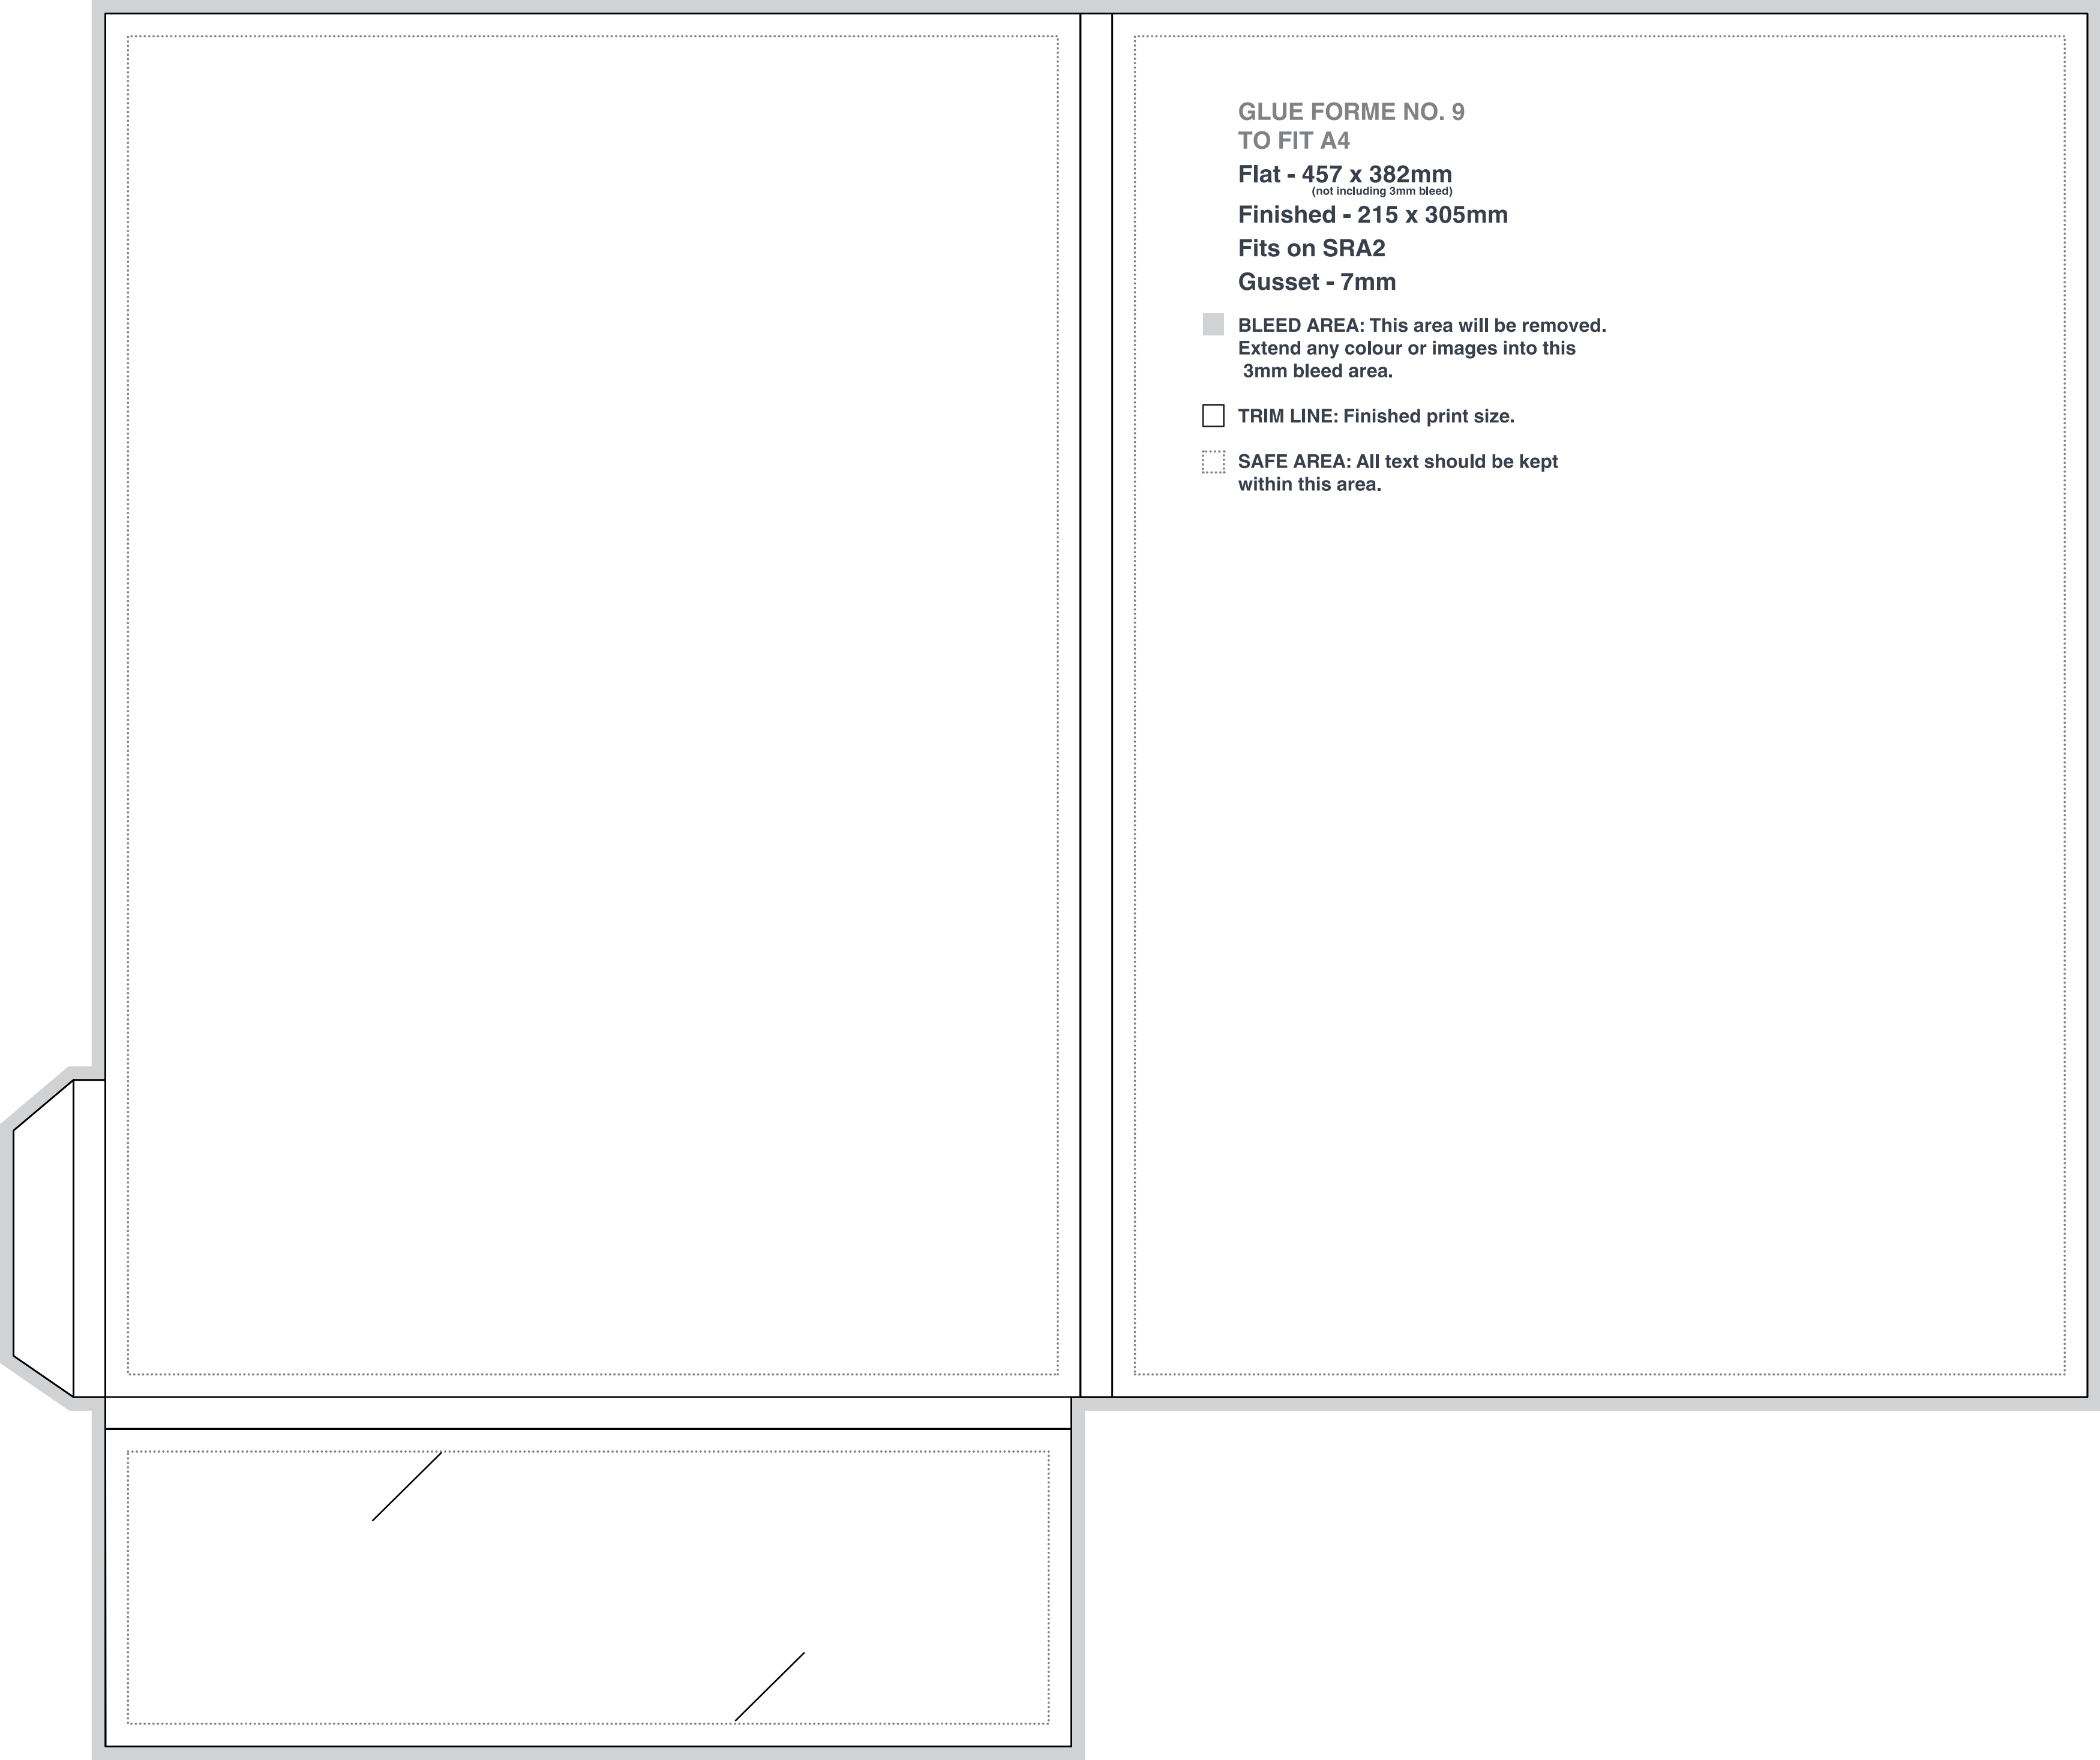 GLUE FORME NO. 9
TO FIT A4
Flat - 457 x 382mm
(not including 3mm bleed)
Finished - 215 x 305mm
Fits on SRA2
Gusset - 7mm
BLEED AREA: This area will be removed.
Extend any colour or images into this
3mm bleed area.
TRIM LINE: Finished print size.
SAFE AREA: All text should be kept
within this area.